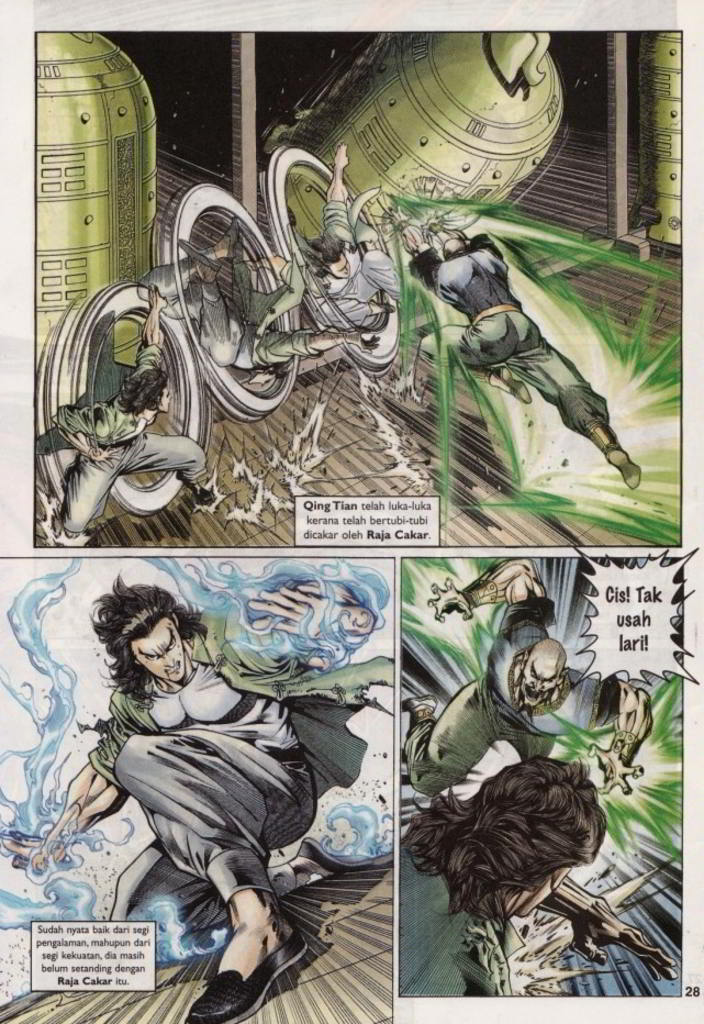 Qing Tian telah luka-luka
kerana telah bertubi-tubi
dicakar oleh Raja Cakar.
Cis! Tak
usah
lari!
Sudah nyata baik dari segi
pengalaman, mahupun dari
segi kekuatan, dia masih
belum setanding dengan
Raja Cakar itu.
28